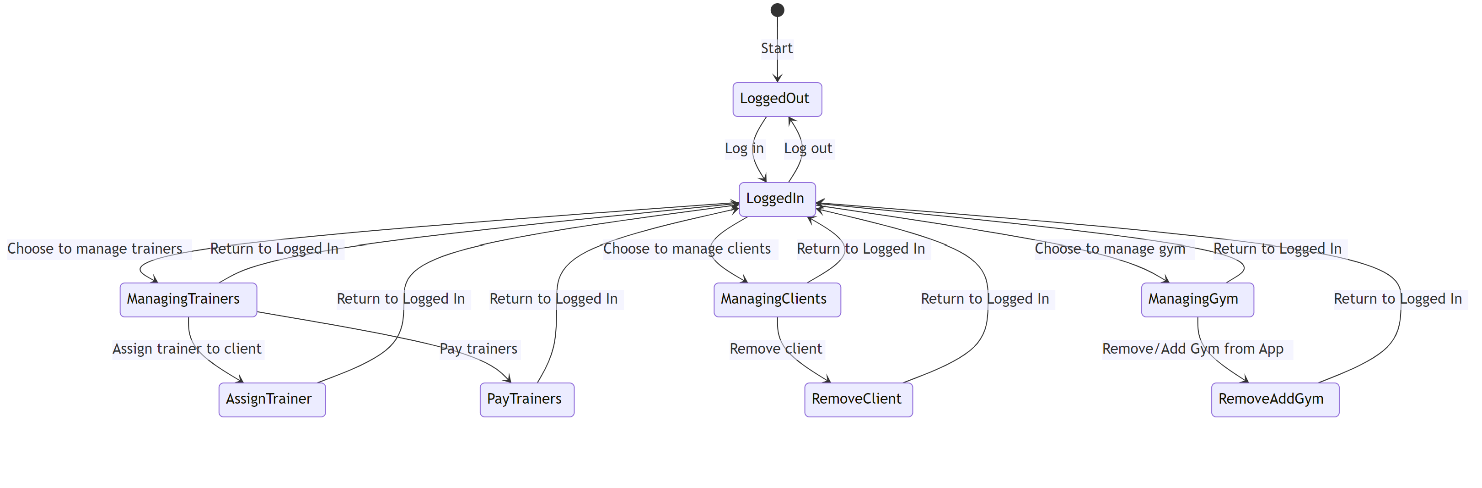 Start
LoggedOut
Log in
Log out
LoggedIn
Choose to manage trainers
Return to Logged In
Choose to manage clients
Return to Logged In
Choose to manage gym
Return to Logged In
ManagingTrainers
Return to Logged In
Return to Logged In
ManagingClients
Return to Logged In
ManagingGym
Return to Logged In
Assign trainer to client
Pay trainers
Remove client
Remove/Add Gym from App
AssignTrainer
PayTrainers
RemoveClient
RemoveAddGym